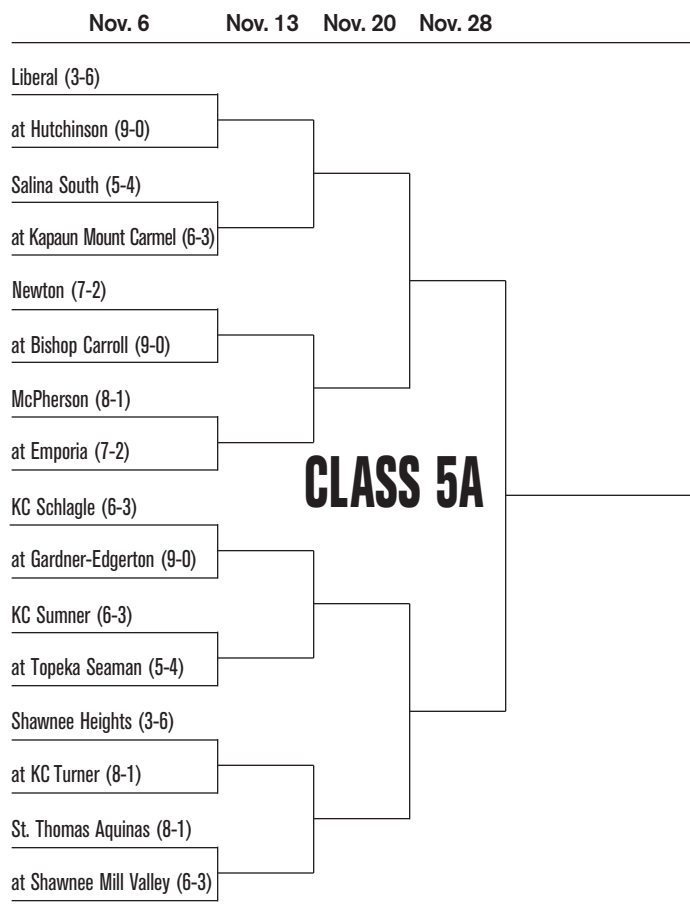 Nov. 6 Nov. 13 Nov. 20 Nov. 28
Liberal (3-6)
at Hutchinson (9-0)
Salina South (5-4)
at Kapaun Mount Carmel (6-3)
Newton (7-2)
at Bishop Carroll (9-0)
McPherson (8-1)
at Emporia (7-2)
CLASS 5A
KC Schlagle (6-3)
at Gardner-Edgerton (9-0)
KC Sumner (6-3)
at Topeka Seaman (5-4)
Shawnee Heights (3-6)
at KC Turner (8-1)
St. Thomas Aquinas (8-1)
at Shawnee Mill Valley (6-3)